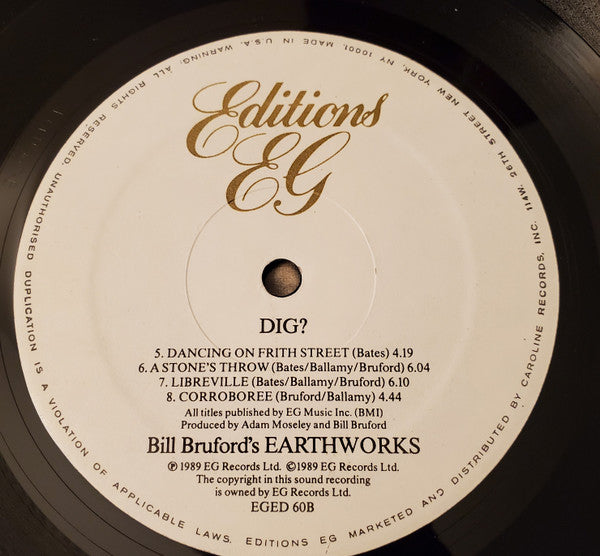 Editions
EG
DIG?
5. DANCING ON FRITH STREET (Bates) 4.19
6. A STONE'S THROW (Bates/Ballamy/Bruford) 6.04
7. LIBREVILLE (Bates/Ballamy/Bruford) 6.10
8. CORROBOREE (Bruford/Ballamy) 4.44
All titles published by EG Music Inc. (BMI)
Produced by Adam Moseley and Bill Bruford
Bill Bruford's EARTHWORKS
℗ 1989 EG Records Ltd. ©1989 EG Records Ltd.
The copyright in this sound recording
is owned by EG Records Ltd.
EGED 60B
WARNING. ALL RIGHTS RESERVED. UNAUTHORISED DUPLICATION IS A VIOLATION OF APPLICABLE LAWS. EDITIONS EG MARKETED AND DISTRIBUTED BY CAROLINE RECORDS, INC. 114W, 26TH STREET NEW YORK, NY 10001, MADE IN U.S.A.